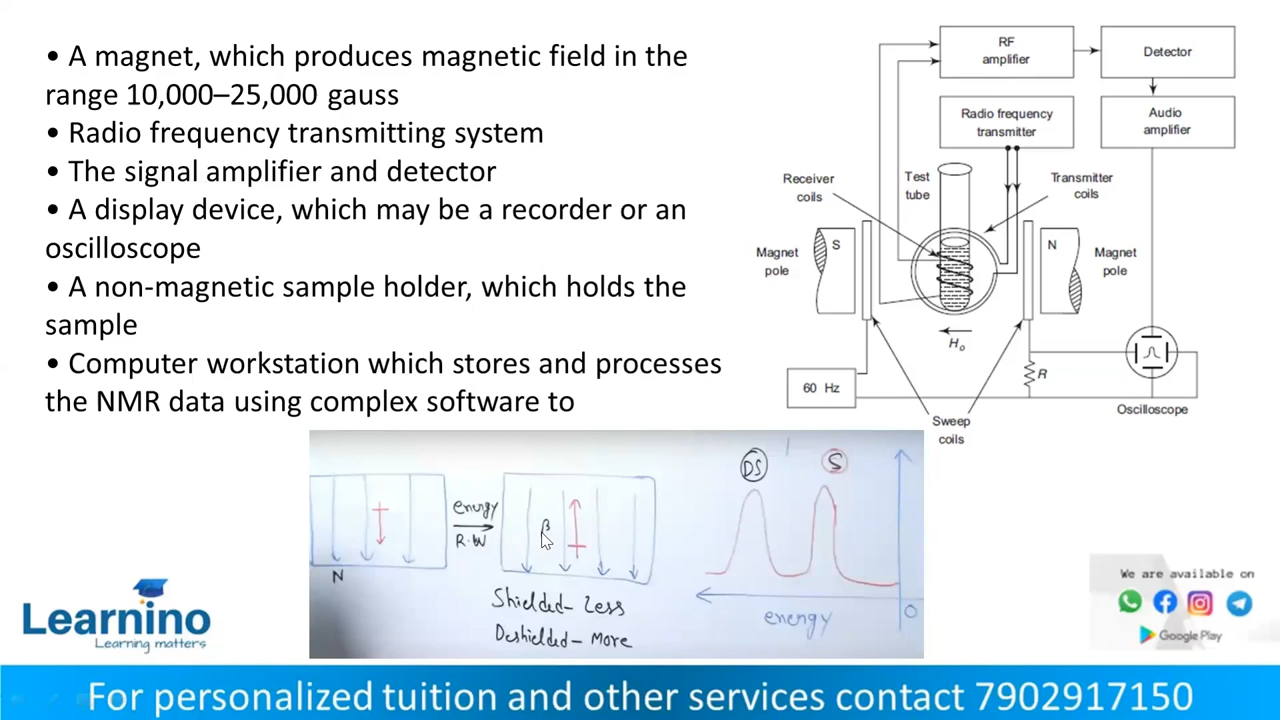 • A magnet, which produces magnetic field in the
range 10,000–25,000 gauss
• Radio frequency transmitting system
• The signal amplifier and detector
• A display device, which may be a recorder or an
oscilloscope
• A non-magnetic sample holder, which holds the
sample
• Computer workstation which stores and processes
the NMR data using complex software to
RF
amplifier
Detector
Radio frequency
transmitter
Audio
amplifier
Receiver
coils
Test
tube
Transmitter
coils
Magnet
pole
S
N
Magnet
pole
Ho
60 Hz
R
Oscilloscope
Sweep
coils
N
energy
R.W
β
Shielded - Less
Deshielded - More
DS
S
energy
O
Learnino
Learning matters
We are available on
Google Play
For personalized tuition and other services contact 7902917150